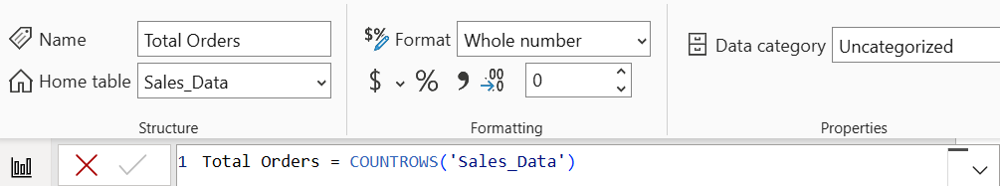 Name Total Orders $% Format Whole number Data category Uncategorized
Home table Sales_Data $ % , .00 .0 0
Structure Formatting Properties
1 Total Orders = COUNTROWS('Sales_Data')